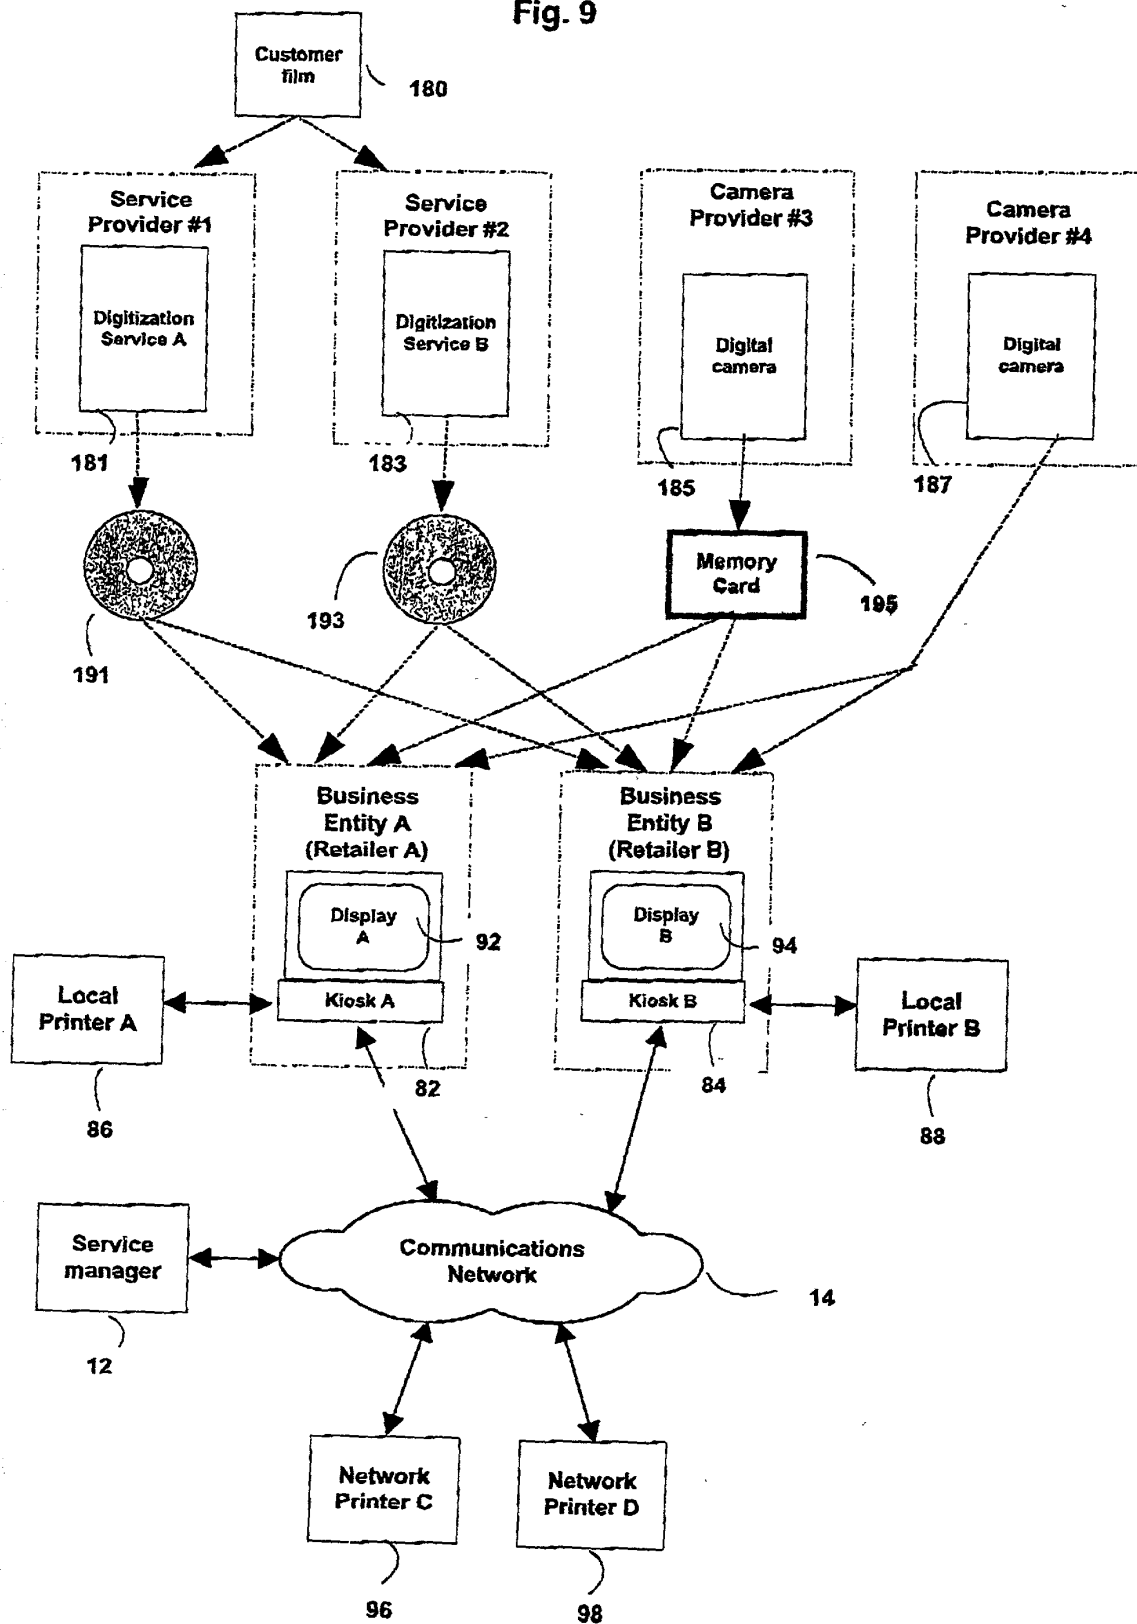 Fig. 9
Customer
film
180
Service
Provider #1
Service
Provider #2
Camera
Provider #3
Camera
Provider #4
Digitization
Service A
Digitization
Service B
Digital
camera
Digital
camera
181
183
185
187
Memory
Card
191
193
195
Business
Entity A
(Retailer A)
Business
Entity B
(Retailer B)
Display
A
92
Display
B
94
Local
Printer A
Kiosk A
Kiosk B
Local
Printer B
86
82
84
88
Service
manager
Communications
Network
12
14
Network
Printer C
Network
Printer D
96
98